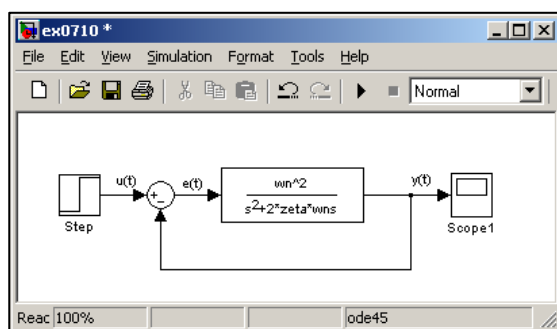 ex0710 *
File Edit View Simulation Format Tools Help
Normal
u(t) e(t) wn^2 y(t)
+
-
s²+2*zeta*wns
Step Scope1
Reac 100% ode45